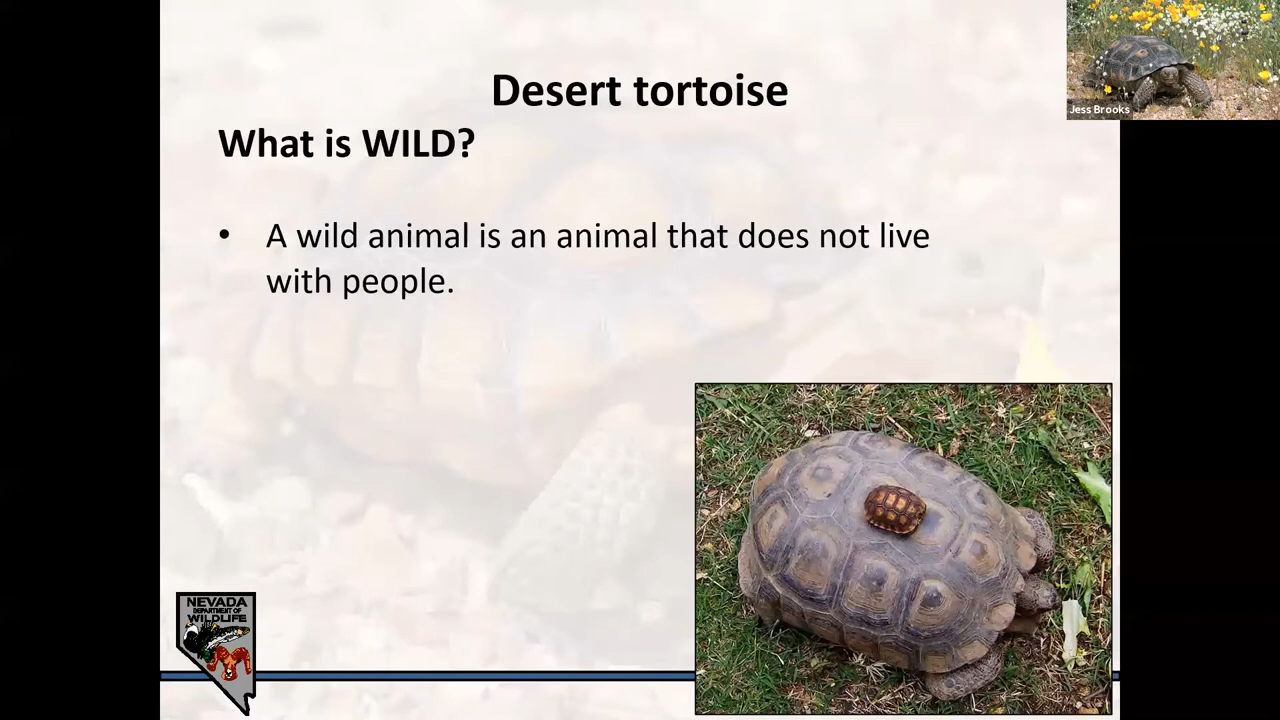 Desert tortoise
Jess Brooks
What is WILD?
• A wild animal is an animal that does not live
with people.
NEVADA
DEPARTMENT OF
WILDLIFE